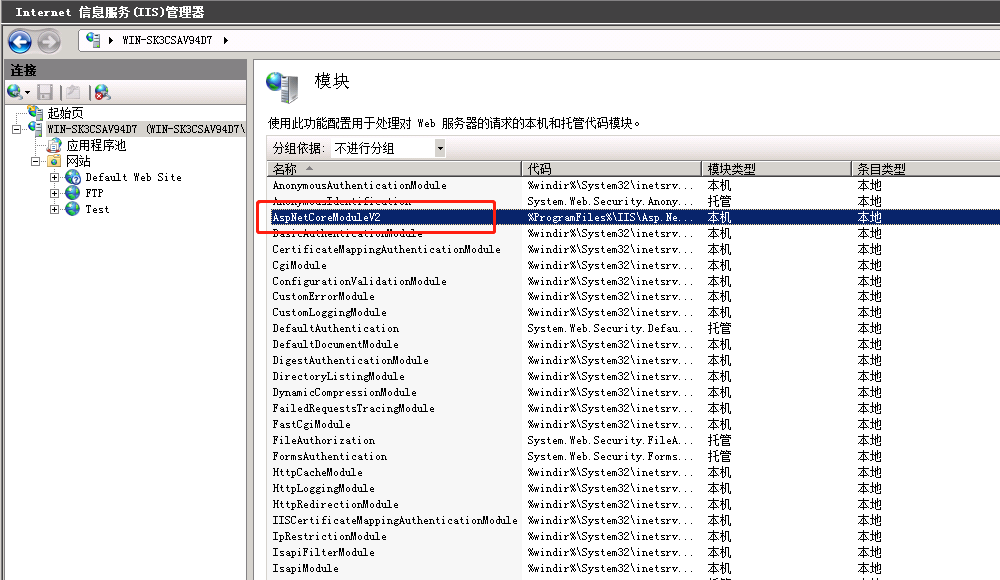 Internet 信息服务(IIS)管理器
WIN-SK3CSAV94D7
连接
起始页
WIN-SK3CSAV94D7 (WIN-SK3CSAV94D7\
应用程序池
网站
Default Web Site
FTP
Test
模块
使用此功能配置用于处理对 Web 服务器的请求的本机和托管代码模块。
分组依据: 不进行分组
名称 代码 模块类型 条目类型
AnonymousAuthenticationModule %windir%\System32\inetsrv... 本机 本地
AnonymousIdentification System.Web.Security.Anony... 托管 本地
AspNetCoreModuleV2 %ProgramFiles%\IIS\Asp.Ne... 本机 本地
BasicAuthenticationModule %windir%\System32\inetsrv... 本机 本地
CertificateMappingAuthenticationModule %windir%\System32\inetsrv... 本机 本地
CgiModule %windir%\System32\inetsrv... 本机 本地
ConfigurationValidationModule %windir%\System32\inetsrv... 本机 本地
CustomErrorModule %windir%\System32\inetsrv... 本机 本地
CustomLoggingModule %windir%\System32\inetsrv... 本机 本地
DefaultAuthentication System.Web.Security.Defau... 托管 本地
DefaultDocumentModule %windir%\System32\inetsrv... 本机 本地
DigestAuthenticationModule %windir%\System32\inetsrv... 本机 本地
DirectoryListingModule %windir%\System32\inetsrv... 本机 本地
DynamicCompressionModule %windir%\System32\inetsrv... 本机 本地
FailedRequestsTracingModule %windir%\System32\inetsrv... 本机 本地
FastCgiModule %windir%\System32\inetsrv... 本机 本地
FileAuthorization System.Web.Security.FileA... 托管 本地
FormsAuthentication System.Web.Security.Forms... 托管 本地
HttpCacheModule %windir%\System32\inetsrv... 本机 本地
HttpLoggingModule %windir%\System32\inetsrv... 本机 本地
HttpRedirectionModule %windir%\System32\inetsrv... 本机 本地
IISCertificateMappingAuthenticationModule %windir%\System32\inetsrv... 本机 本地
IpRestrictionModule %windir%\System32\inetsrv... 本机 本地
IsapiFilterModule %windir%\System32\inetsrv... 本机 本地
IsapiModule %windir%\System32\inetsrv... 本机 本地